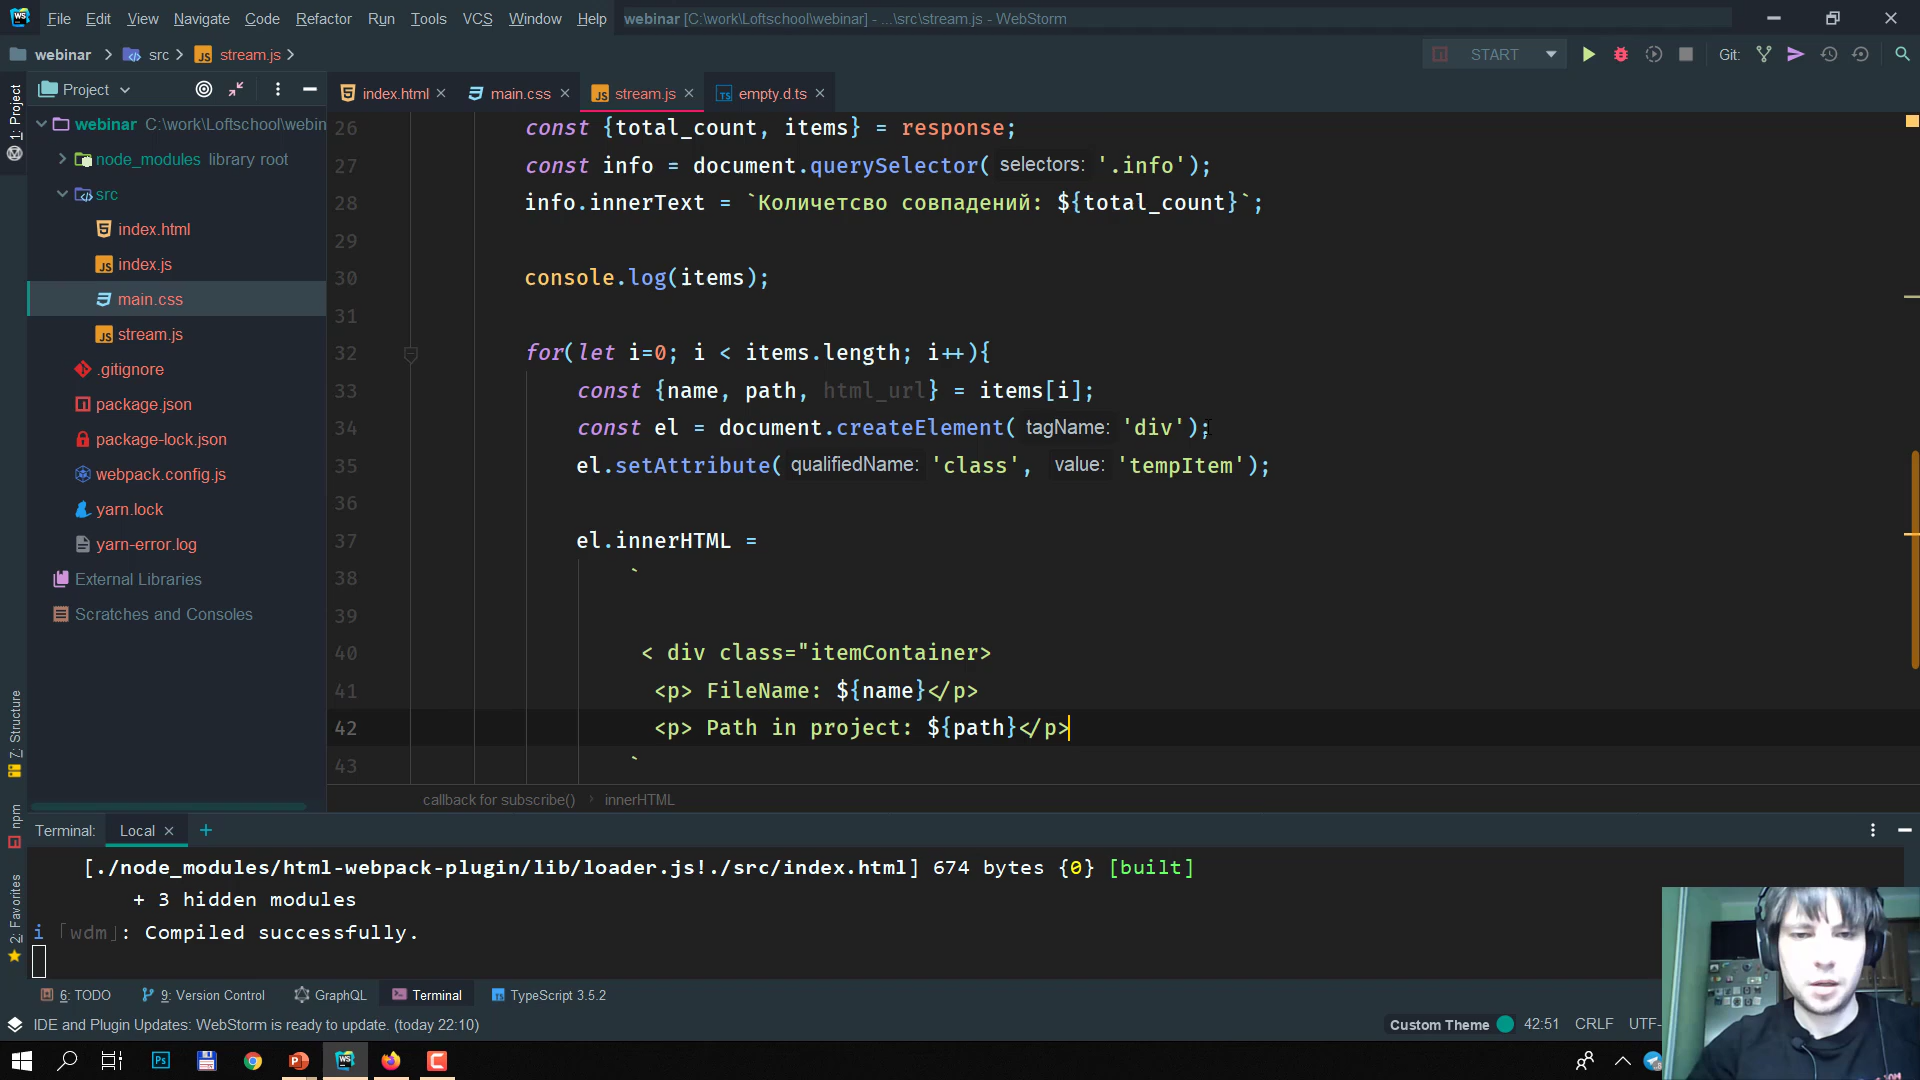 File Edit View Navigate Code Refactor Run Tools VCS Window Help webinar [C:\work\Loftschool\webinar] - ...\src\stream.js - WebStorm
webinar src stream.js START Git:
Project
index.html main.css stream.js empty.d.ts
1: Project
webinar C:\work\Loftschool\webin
node_modules library root
src
index.html
index.js
main.css
stream.js
.gitignore
package.json
package-lock.json
webpack.config.js
yarn.lock
yarn-error.log
External Libraries
Scratches and Consoles
26 const {total_count, items} = response;
27 const info = document.querySelector( selectors: '.info');
28 info.innerText = `Количетсво совпадений: ${total_count}`;
29
30 console.log(items);
31
32 for(let i=0; i < items.length; i++){
33 const {name, path, html_url} = items[i];
34 const el = document.createElement( tagName: 'div');
35 el.setAttribute( qualifiedName: 'class', value: 'tempItem');
36
37 el.innerHTML =
38 `
39
40 < div class="itemContainer>
41 <p> FileName: ${name}</p>
42 <p> Path in project: ${path}</p>
43 `
callback for subscribe() innerHTML
7: Structure
npm
2: Favorites
Terminal: Local
[./node_modules/html-webpack-plugin/lib/loader.js!./src/index.html] 674 bytes {0} [built]
+ 3 hidden modules
i ｢wdm｣: Compiled successfully.
6: TODO 9: Version Control GraphQL Terminal TypeScript 3.5.2
IDE and Plugin Updates: WebStorm is ready to update. (today 22:10) Custom Theme 42:51 CRLF UTF-